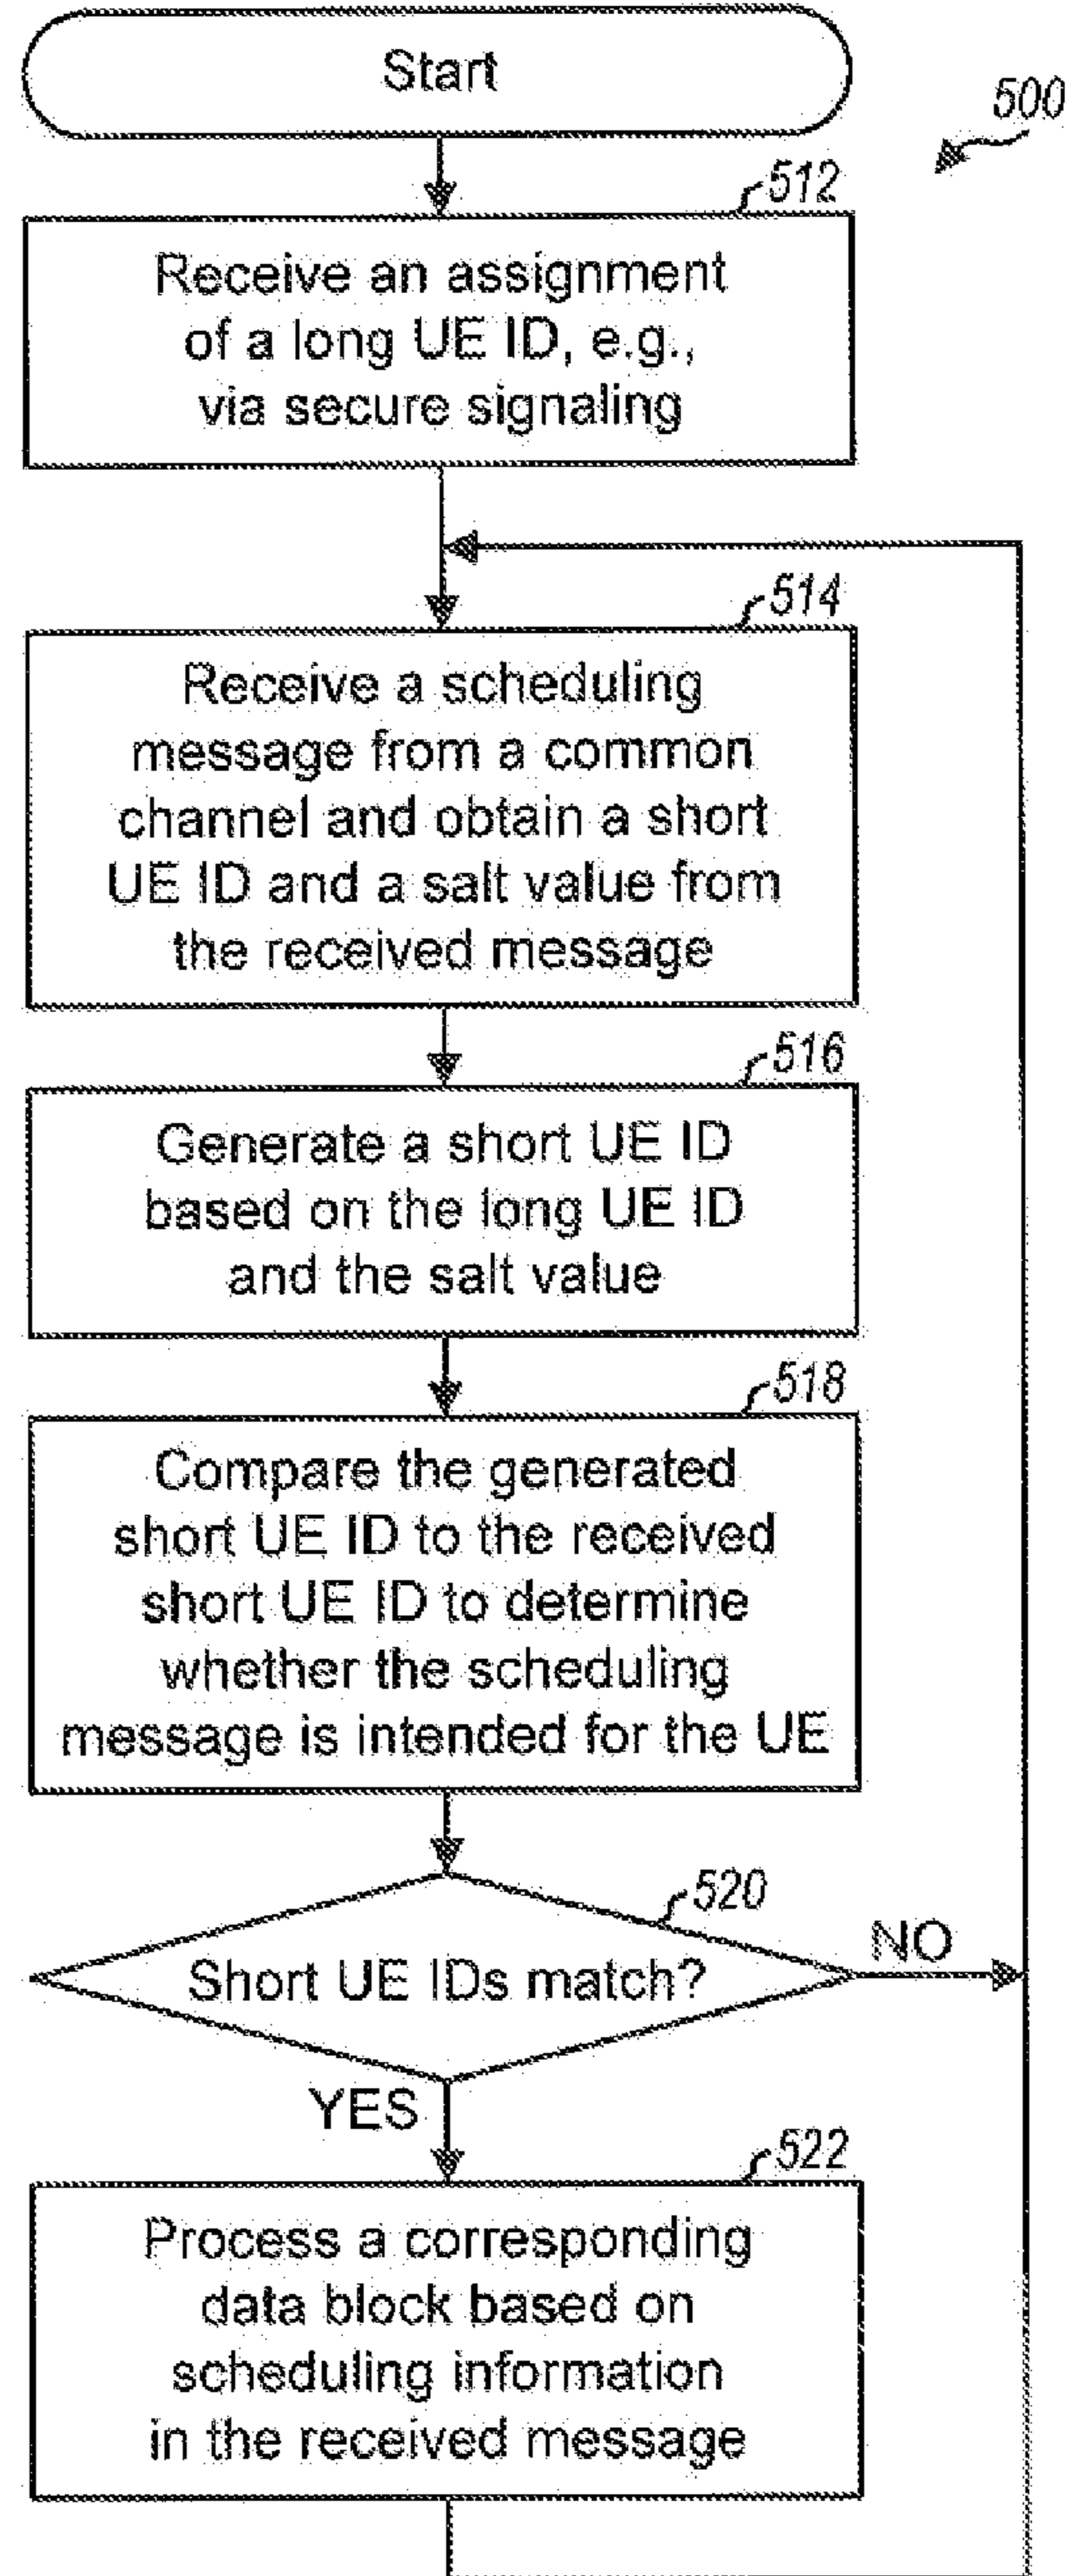 Start
500
512
Receive an assignment
of a long UE ID, e.g.,
via secure signaling
514
Receive a scheduling
message from a common
channel and obtain a short
UE ID and a salt value from
the received message
516
Generate a short UE ID
based on the long UE ID
and the salt value
518
Compare the generated
short UE ID to the received
short UE ID to determine
whether the scheduling
message is intended for the UE
520
Short UE IDs match?
NO
YES
522
Process a corresponding
data block based on
scheduling information
in the received message